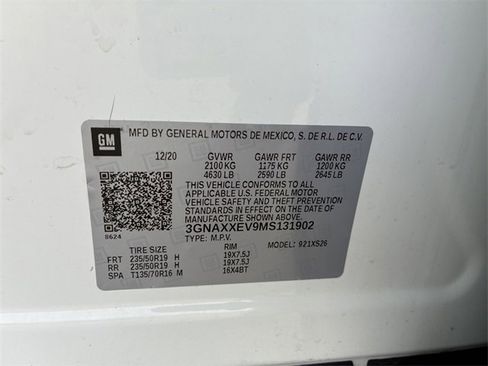 GM
MFD BY GENERAL MOTORS DE MEXICO, S. DE R.L. DE C.V.
12/20 GVWR GAWR FRT GAWR RR
2100 KG 1175 KG 1200 KG
4630 LB 2590 LB 2645 LB
THIS VEHICLE CONFORMS TO ALL
APPLICABLE U.S. FEDERAL MOTOR
VEHICLE SAFETY, BUMPER, AND THEFT
PREVENTION STANDARDS IN EFFECT ON
THE DATE OF MANUFACTURE SHOWN ABOVE.
3GNAXXEV9MS131902
8624
TYPE: M.P.V. MODEL: 921XS26
TIRE SIZE RIM
FRT 235/50R19 H 19X7.5J
RR 235/50R19 H 19X7.5J
SPA T135/70R16 M 16X4BT